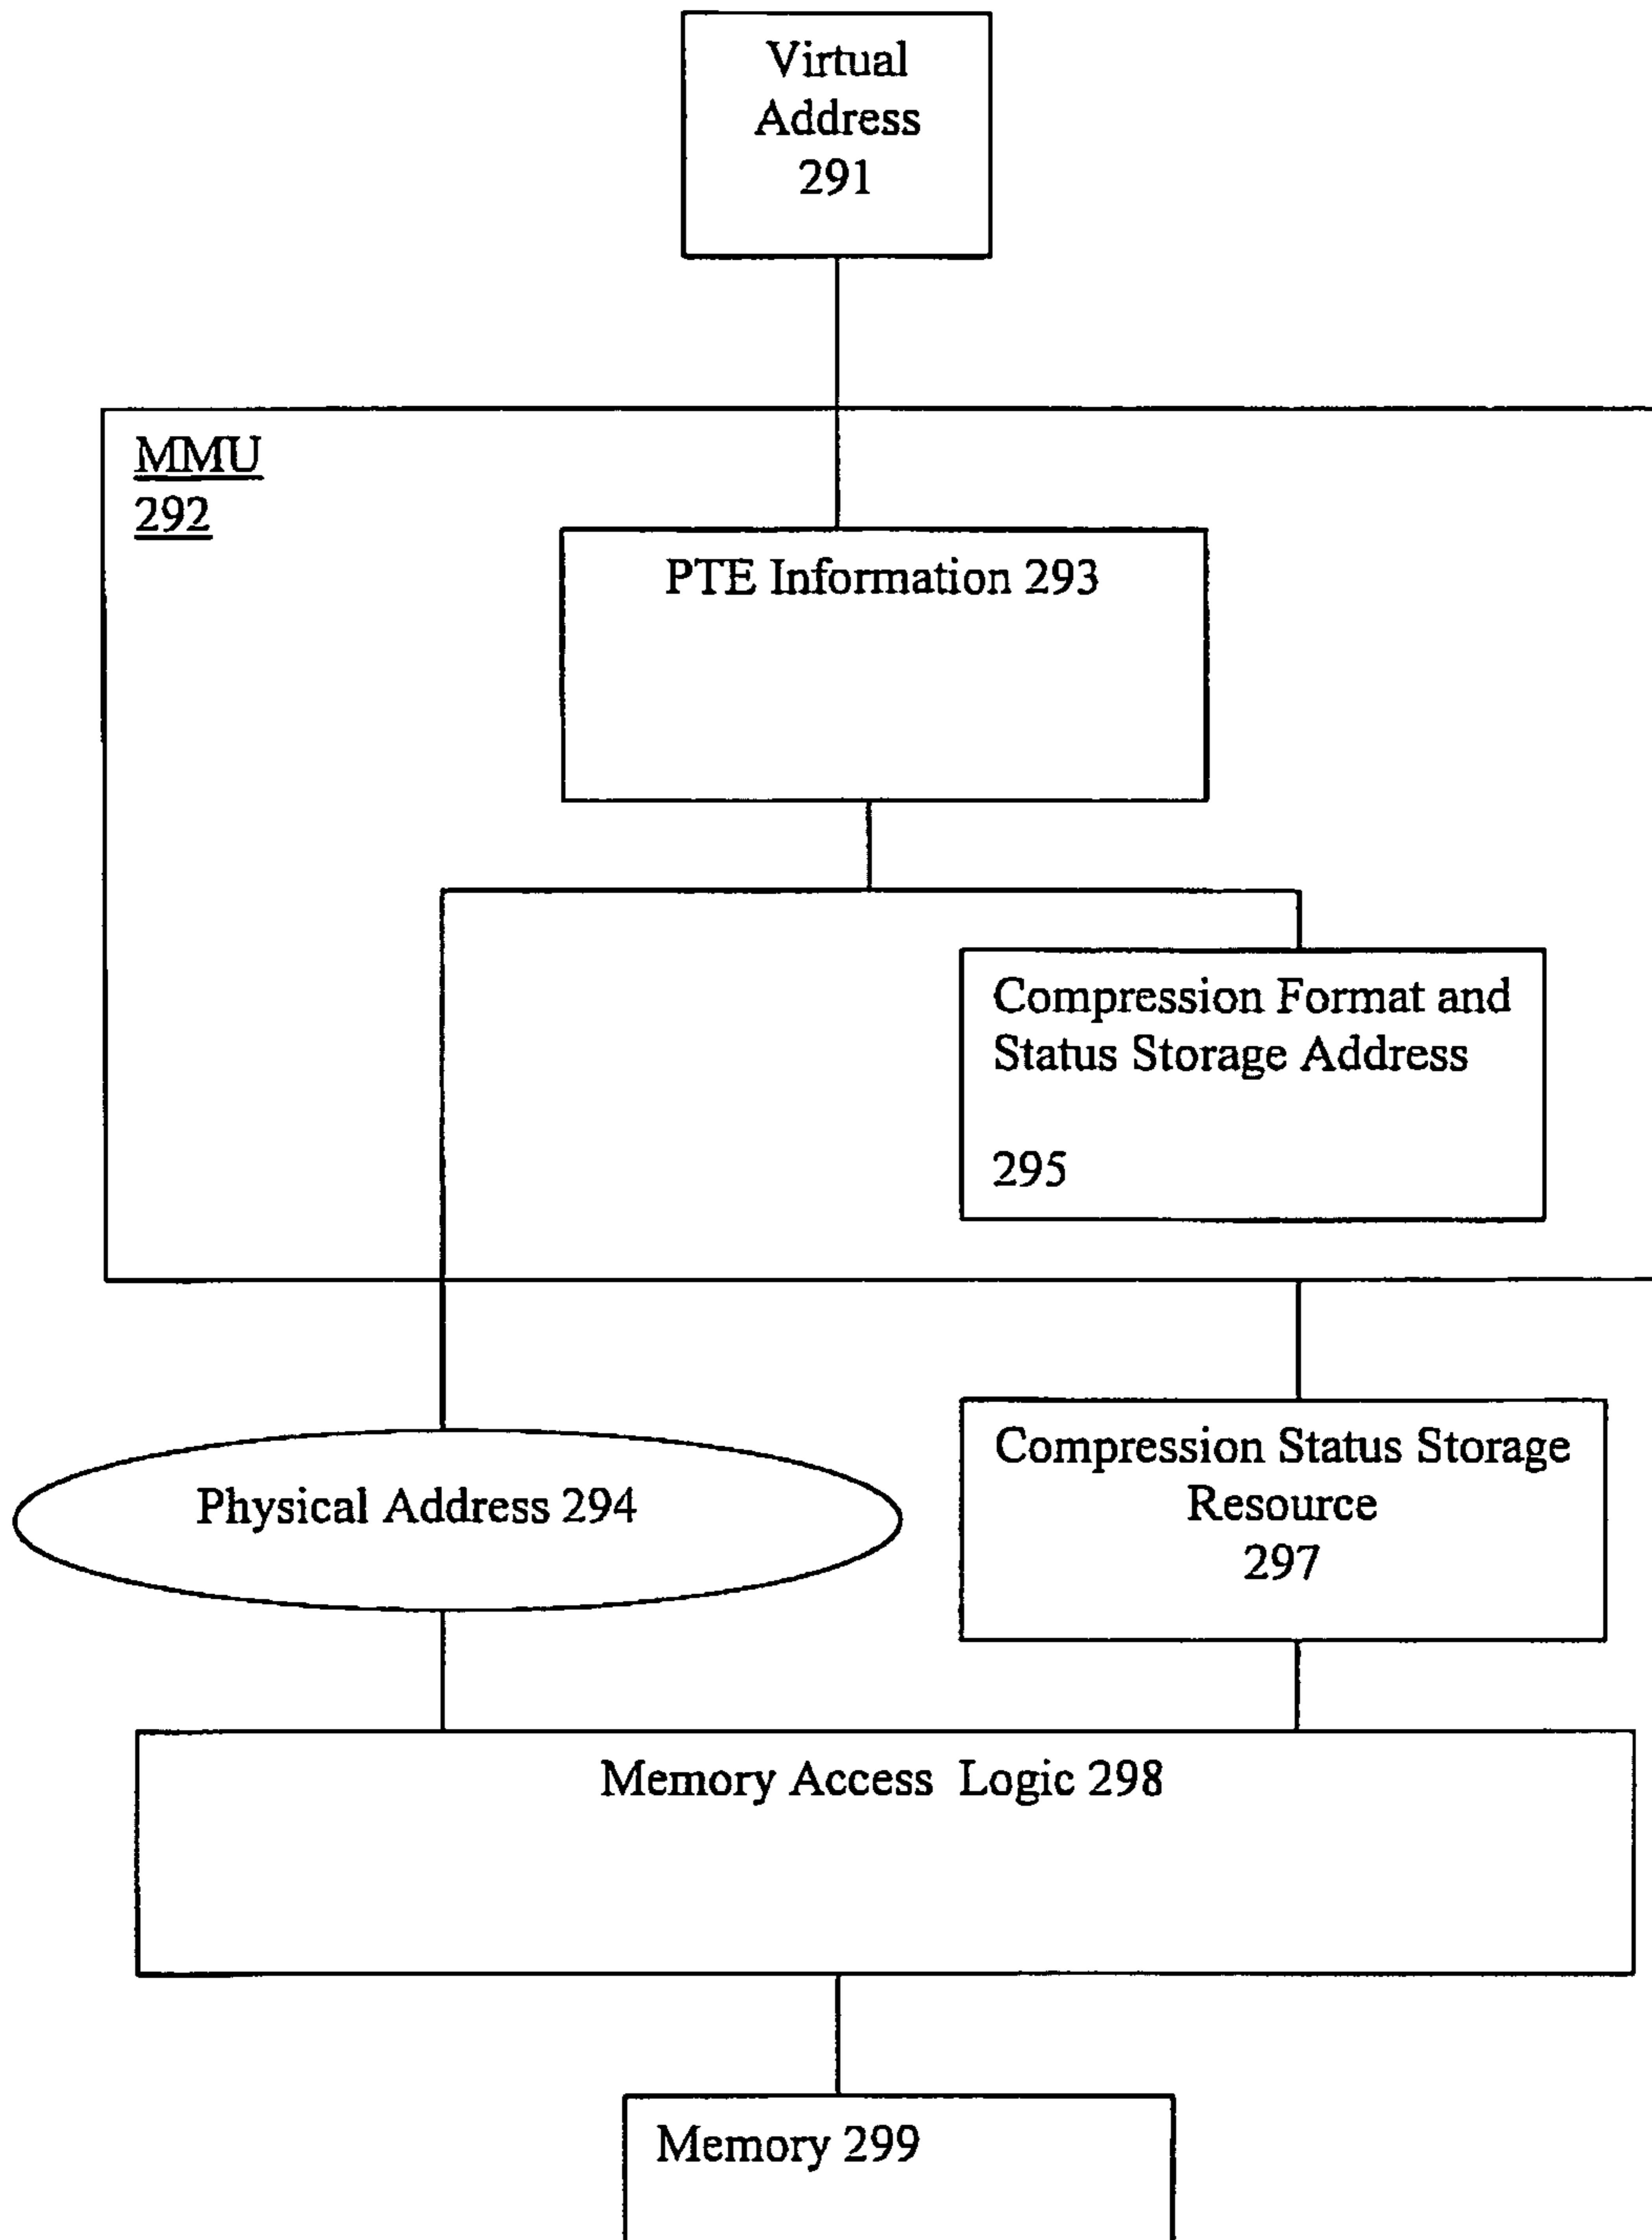 Virtual
Address
291
MMU
292
PTE Information 293
Compression Format and
Status Storage Address
295
Physical Address 294
Compression Status Storage
Resource
297
Memory Access Logic 298
Memory 299